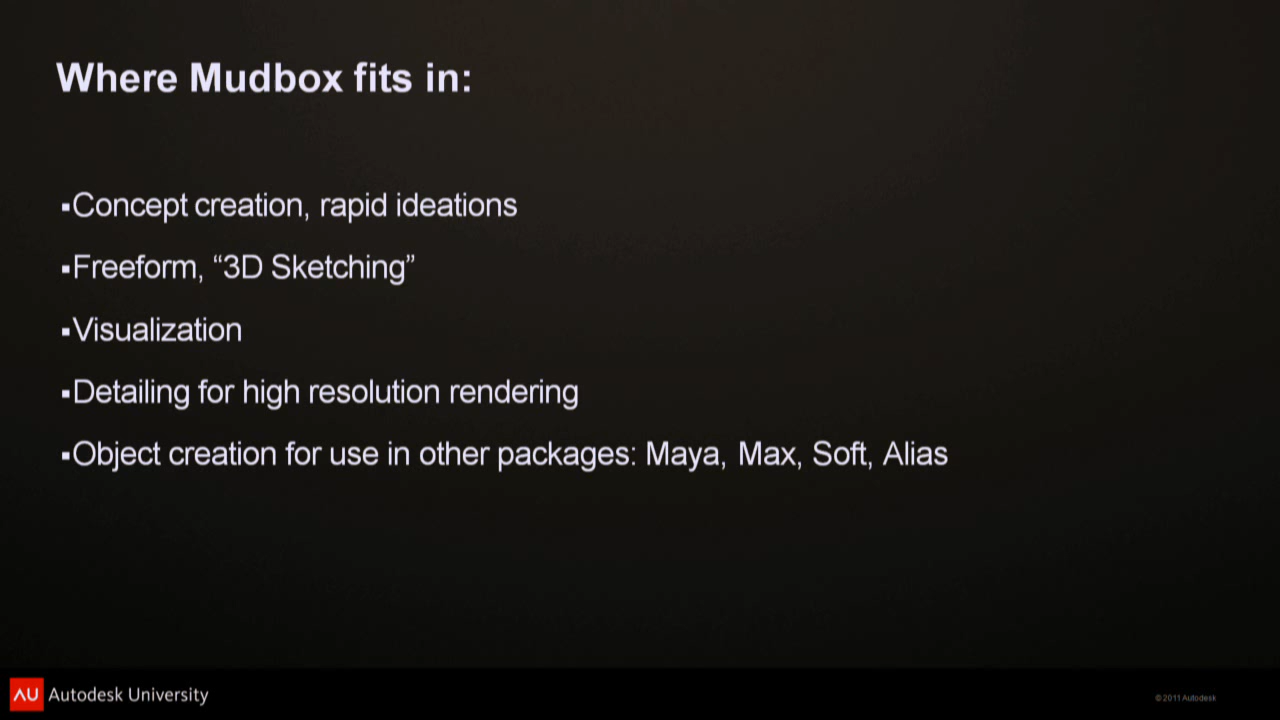 Where Mudbox fits in:
▪Concept creation, rapid ideations
▪Freeform, “3D Sketching”
▪Visualization
▪Detailing for high resolution rendering
▪Object creation for use in other packages: Maya, Max, Soft, Alias
AU Autodesk University
© 2011 Autodesk